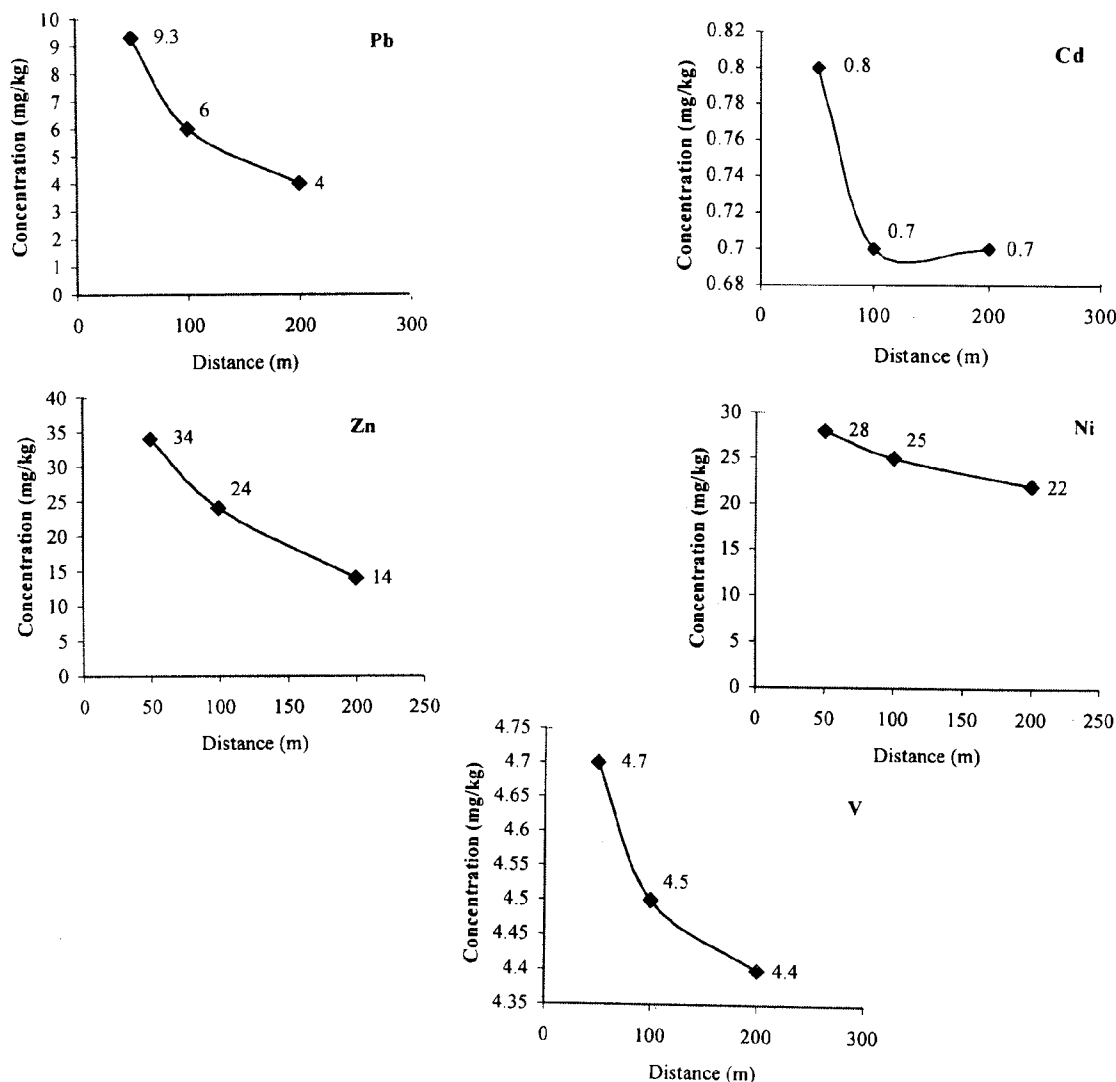 Pb
Concentration (mg/kg)
10
9
8
7
6
5
4
3
2
1
0
9.3
6
4
0 100 200 300
Distance (m)
Cd
Concentration (mg/kg)
0.82
0.8
0.78
0.76
0.74
0.72
0.7
0.68
0.8
0.7
0.7
0 100 200 300
Distance (m)
Zn
Concentration (mg/kg)
40
35
30
25
20
15
10
5
0
34
24
14
0 50 100 150 200 250
Distance (m)
Ni
Concentration (mg/kg)
30
25
20
15
10
5
0
28
25
22
0 50 100 150 200 250
Distance (m)
V
Concentration (mg/kg)
4.75
4.7
4.65
4.6
4.55
4.5
4.45
4.4
4.35
4.7
4.5
4.4
0 100 200 300
Distance (m)